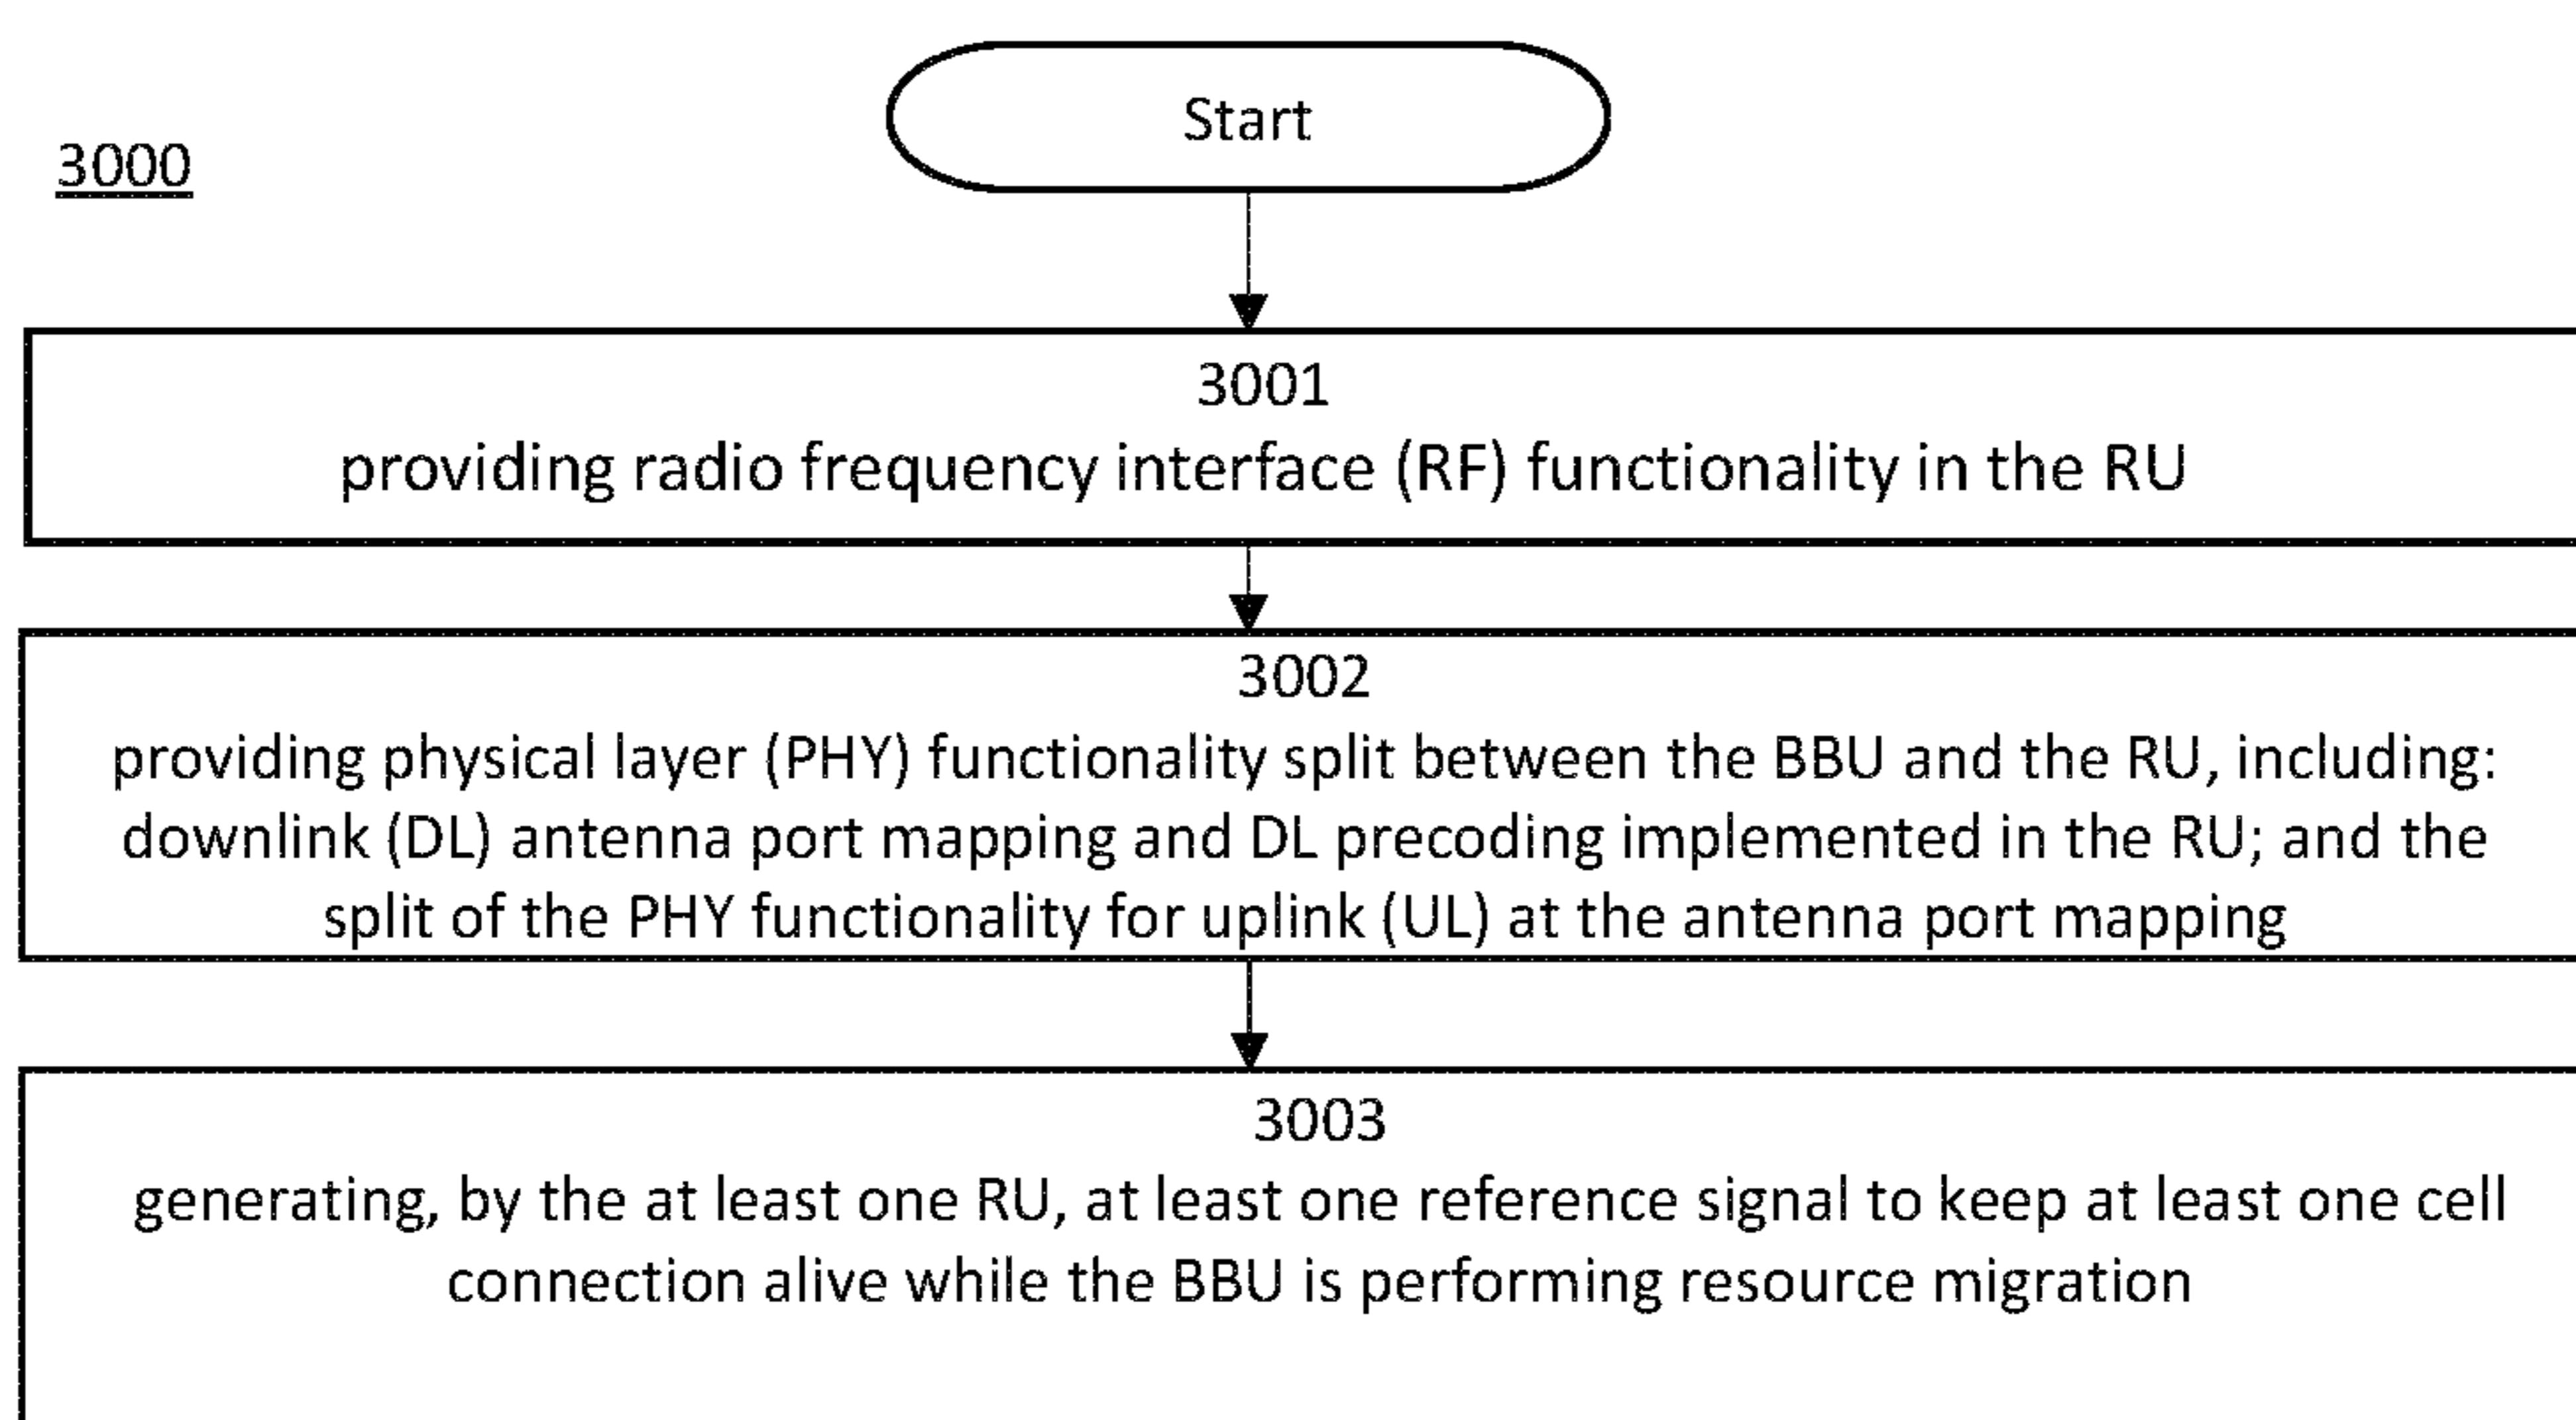 Start
3000
3001
providing radio frequency interface (RF) functionality in the RU
3002
providing physical layer (PHY) functionality split between the BBU and the RU, including:
downlink (DL) antenna port mapping and DL precoding implemented in the RU; and the
split of the PHY functionality for uplink (UL) at the antenna port mapping
3003
generating, by the at least one RU, at least one reference signal to keep at least one cell
connection alive while the BBU is performing resource migration